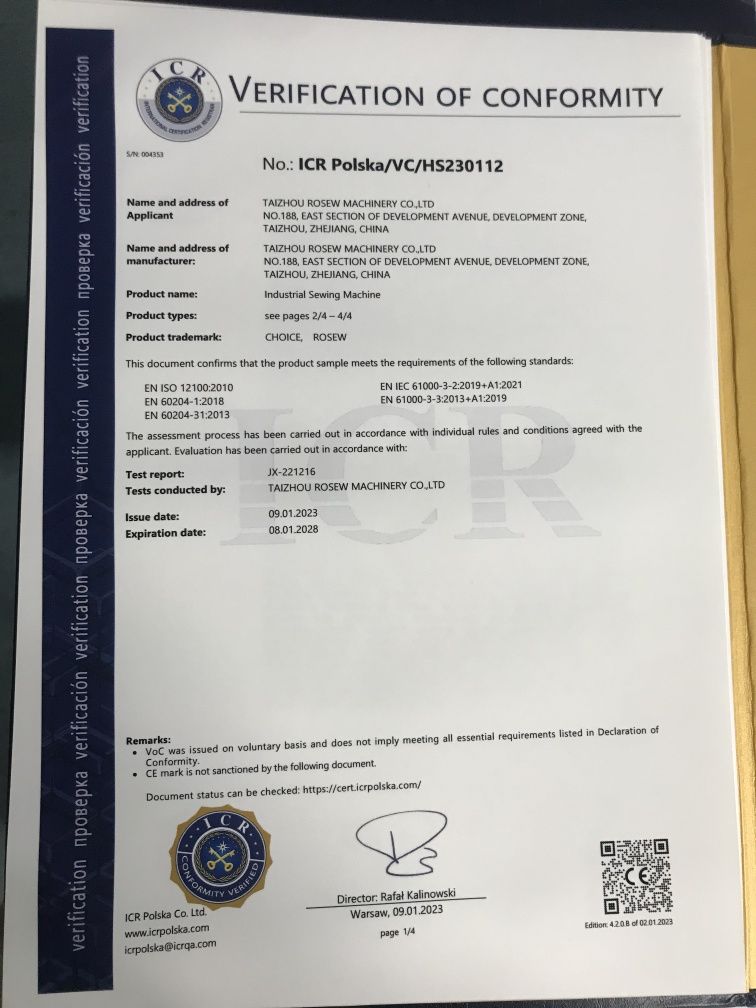 ICR
INTERNATIONAL CERTIFICATION REGISTRAR
VERIFICATION OF CONFORMITY
S/N: 004353
No.: ICR Polska/VC/HS230112
Name and address of Applicant
TAIZHOU ROSEW MACHINERY CO.,LTD
NO.188, EAST SECTION OF DEVELOPMENT AVENUE, DEVELOPMENT ZONE,
TAIZHOU, ZHEJIANG, CHINA
Name and address of manufacturer:
TAIZHOU ROSEW MACHINERY CO.,LTD
NO.188, EAST SECTION OF DEVELOPMENT AVENUE, DEVELOPMENT ZONE,
TAIZHOU, ZHEJIANG, CHINA
Product name: Industrial Sewing Machine
Product types: see pages 2/4 – 4/4
Product trademark: CHOICE, ROSEW
This document confirms that the product sample meets the requirements of the following standards:
EN ISO 12100:2010
EN 60204-1:2018
EN 60204-31:2013
EN IEC 61000-3-2:2019+A1:2021
EN 61000-3-3:2013+A1:2019
ICR
The assessment process has been carried out in accordance with individual rules and conditions agreed with the
applicant. Evaluation has been carried out in accordance with:
Test report: JX-221216
Tests conducted by: TAIZHOU ROSEW MACHINERY CO.,LTD
Issue date: 09.01.2023
Expiration date: 08.01.2028
Remarks:
• VoC was issued on voluntary basis and does not imply meeting all essential requirements listed in Declaration of
Conformity.
• CE mark is not sanctioned by the following document.
Document status can be checked: https://cert.icrpolska.com/
ICR
CONFORMITY VERIFIED
ICR Polska Co. Ltd.
www.icrpolska.com
icrpolska@icrqa.com
Director: Rafał Kalinowski
Warsaw, 09.01.2023
page 1/4
CE
Edition: 4.2.0.B of 02.01.2023
verification проверка verificación verification проверка verificación verification проверка verificación verification